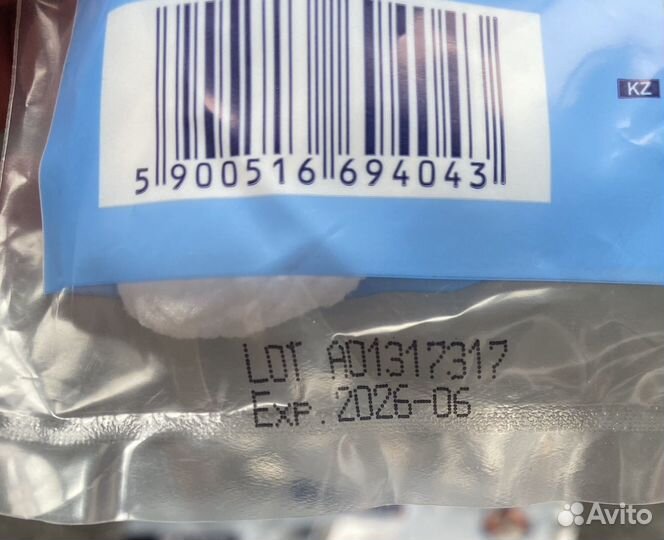 KZ
5 900516 694043
LOT A01317317
Exp. 2026-06
Avito